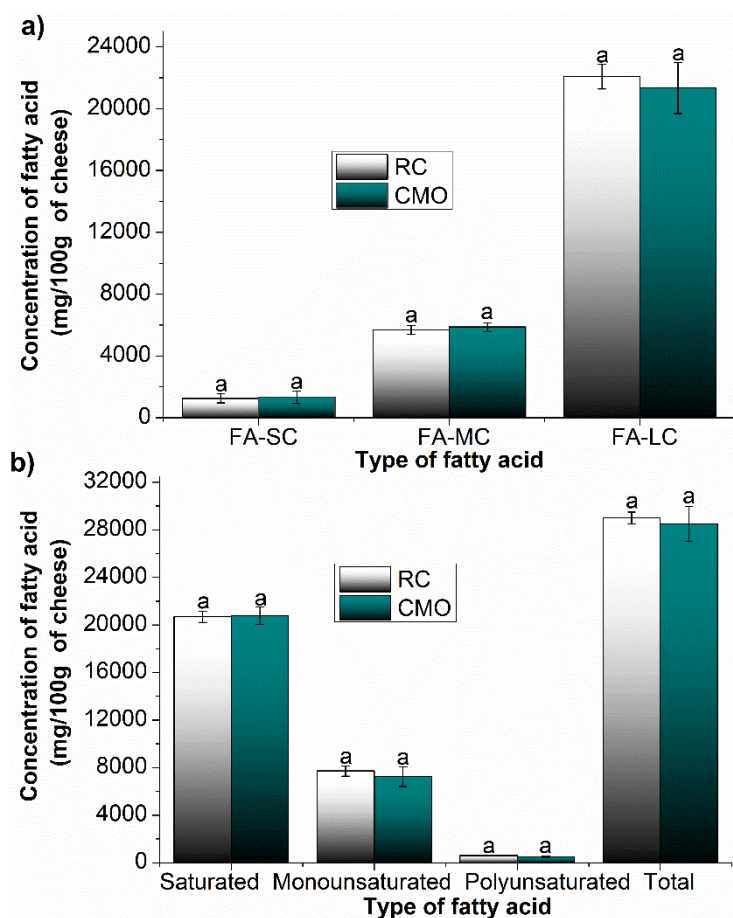 a)
Concentration of fatty acid
(mg/100g of cheese)
24000
20000
16000
12000
8000
4000
0
a a
a a
a a
RC
CMO
FA-SC FA-MC FA-LC
Type of fatty acid
b)
Concentration of fatty acid
(mg/100g of cheese)
32000
28000
24000
20000
16000
12000
8000
4000
0
a a
a a
a a
a a
RC
CMO
Saturated Monounsaturated Polyunsaturated Total
Type of fatty acid